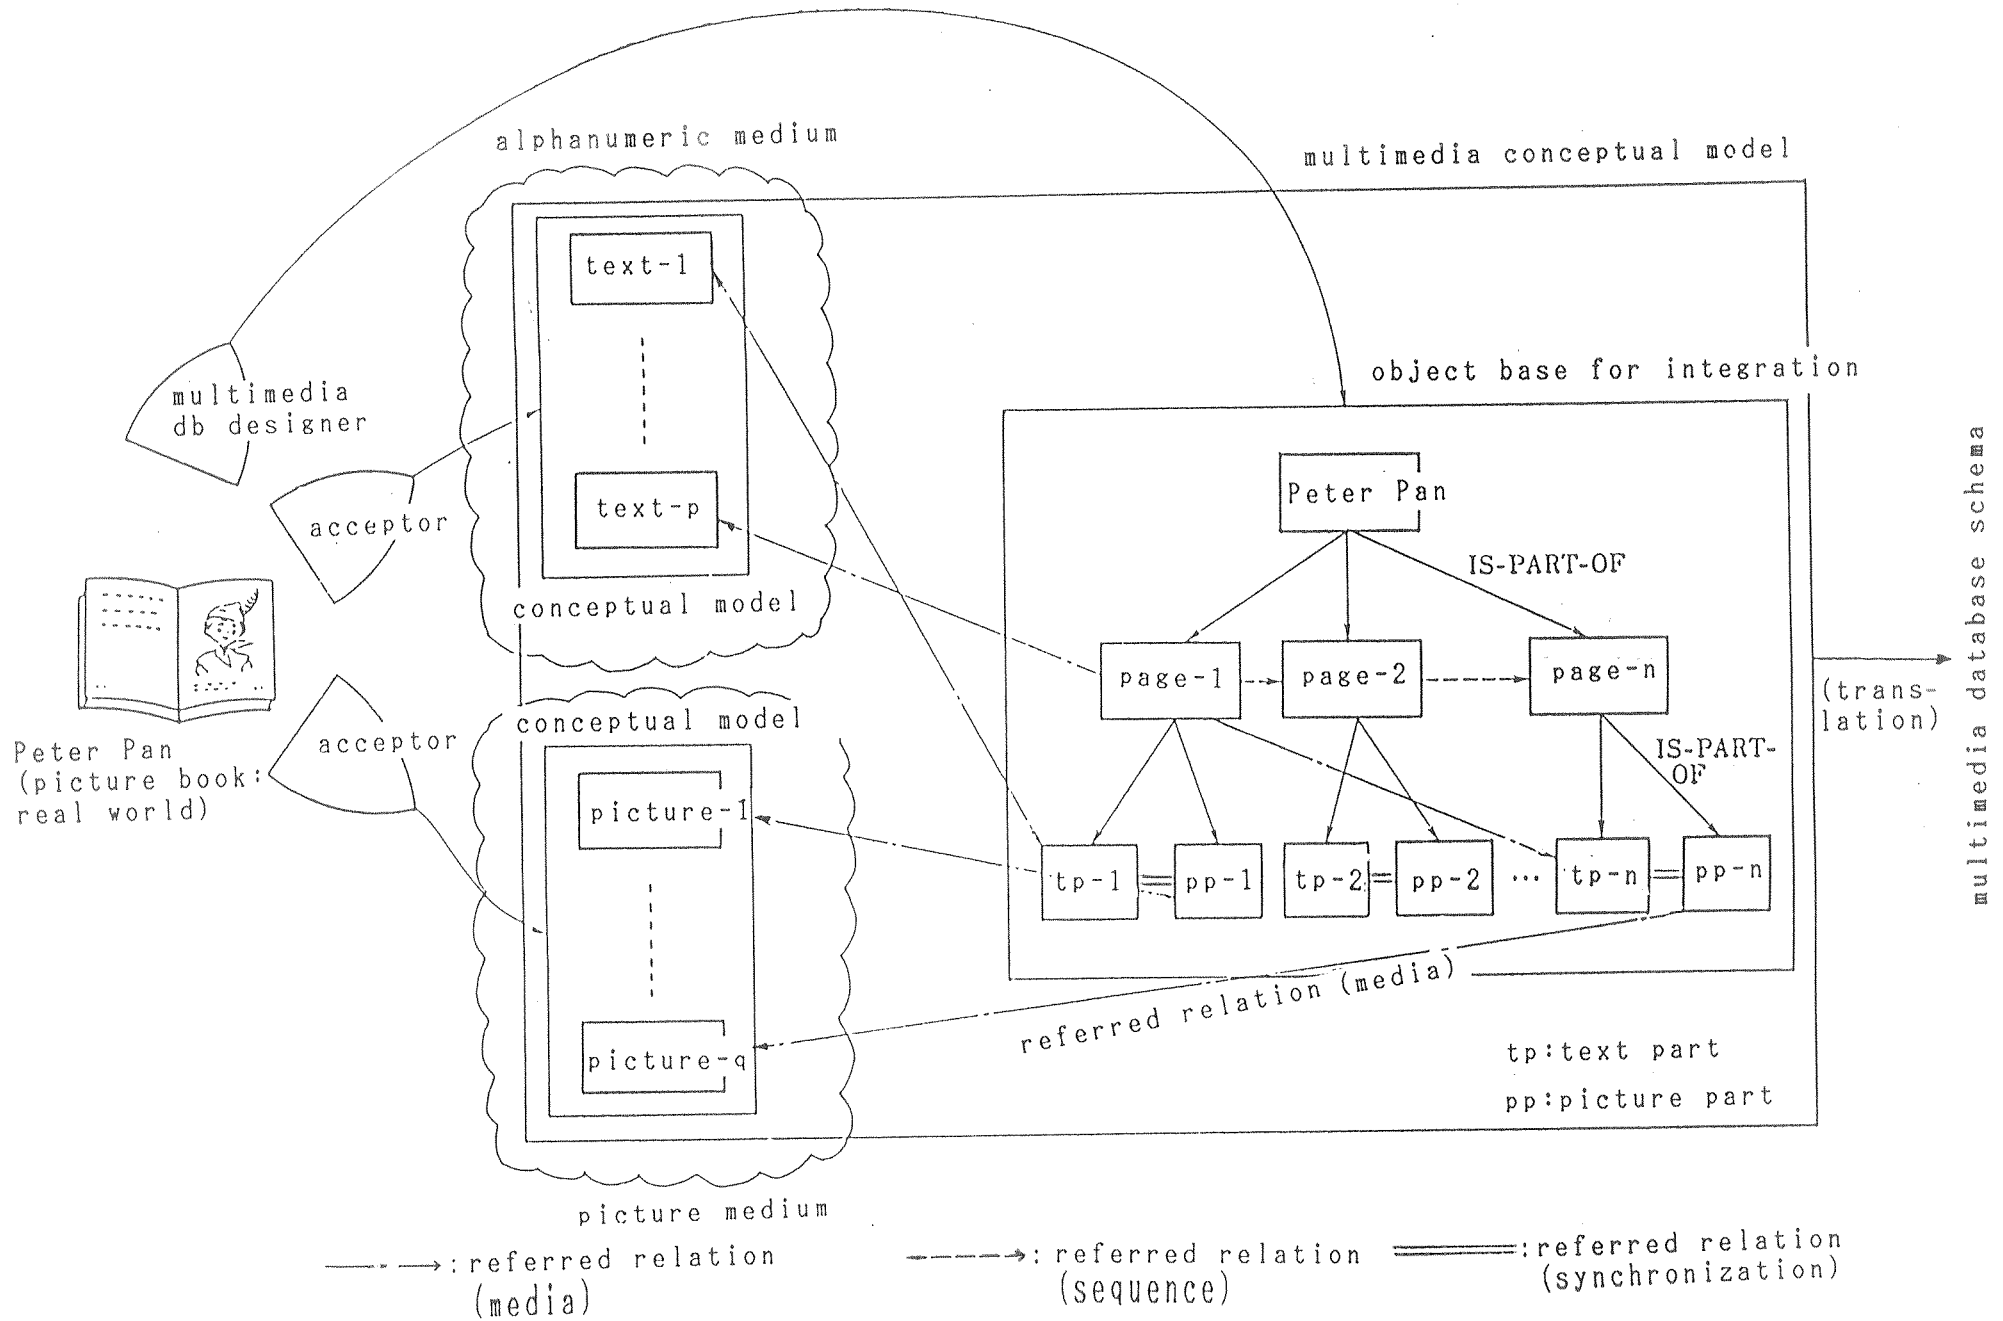 alphanumeric medium
multimedia conceptual model
text-1
object base for integration
multimedia
db designer
Peter Pan
text-p
acceptor
IS-PART-OF
conceptual model
page-1
page-2
page-n
multimedia database schema
(trans-
lation)
conceptual model
acceptor
Peter Pan
(picture book:
real world)
IS-PART-
OF
picture-1
tp-1
pp-1
tp-2
pp-2
...
tp-n
pp-n
referred relation (media)
picture-q
tp:text part
pp:picture part
picture medium
:referred relation
(media)
: referred relation
(sequence)
:referred relation
(synchronization)